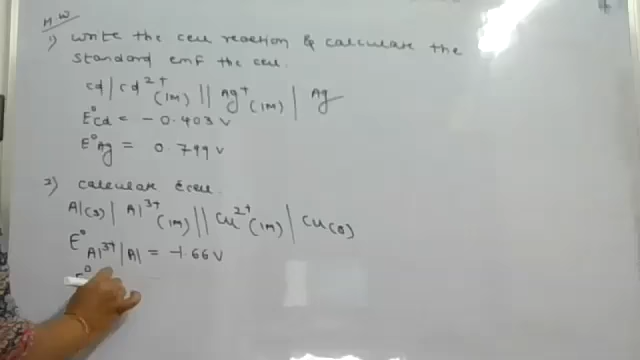 H.W
1) Write the cell reaction & calculate the
standard emf the cell.
Cd | Cd²⁺ (1M) || Ag⁺ (1M) | Ag
E°Cd = -0.403 V
E°Ag = 0.799 V
2) Calculate E°cell.
Al(s) | Al³⁺ (1M) || Cu²⁺ (1M) | Cu(s)
E° Al³⁺|Al = -1.66 V
E°